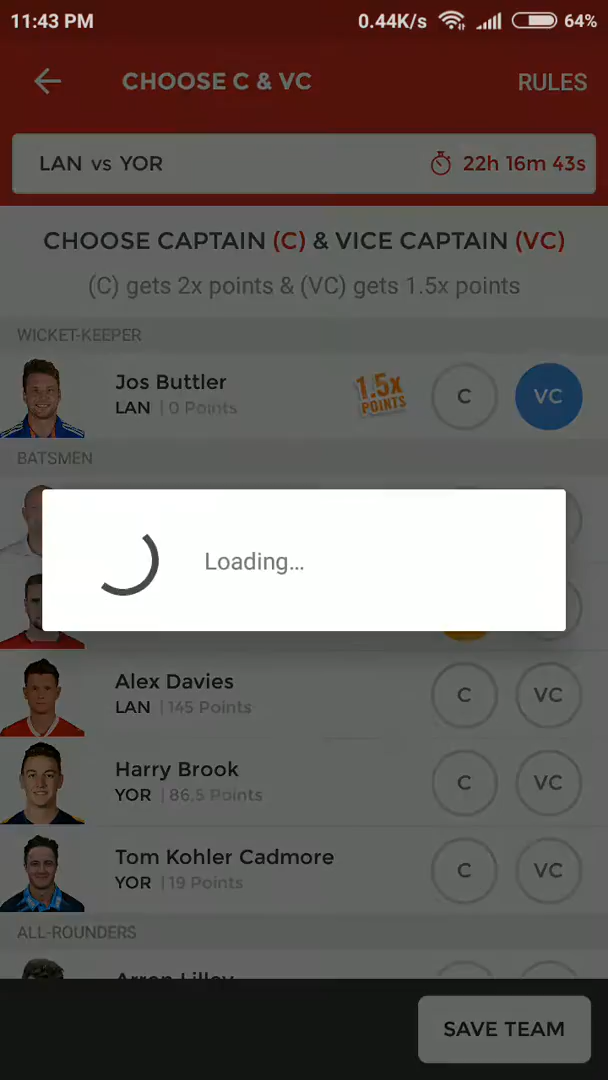 11:43 PM 0.44K/s 64%
CHOOSE C & VC RULES
LAN vs YOR 22h 16m 43s
CHOOSE CAPTAIN (C) & VICE CAPTAIN (VC)
(C) gets 2x points & (VC) gets 1.5x points
WICKET-KEEPER
Jos Buttler
LAN | 0 Points
1.5x
POINTS
C VC
BATSMEN
Loading...
Alex Davies
LAN | 145 Points
C VC
Harry Brook
YOR | 86.5 Points
C VC
Tom Kohler Cadmore
YOR | 19 Points
C VC
ALL-ROUNDERS
Arron Lilley
SAVE TEAM